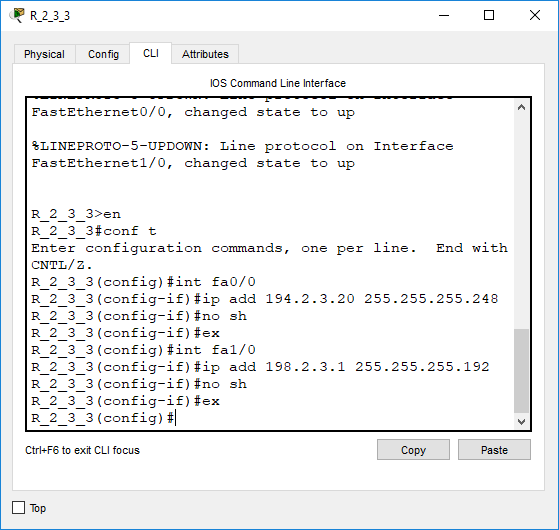 R_2_3_3
Physical
Config
CLI
Attributes
IOS Command Line Interface
FastEthernet0/0, changed state to up
%LINEPROTO-5-UPDOWN: Line protocol on Interface
FastEthernet1/0, changed state to up
R_2_3_3>en
R_2_3_3#conf t
Enter configuration commands, one per line.  End with
CNTL/Z.
R_2_3_3(config)#int fa0/0
R_2_3_3(config-if)#ip add 194.2.3.20 255.255.255.248
R_2_3_3(config-if)#no sh
R_2_3_3(config-if)#ex
R_2_3_3(config)#int fa1/0
R_2_3_3(config-if)#ip add 198.2.3.1 255.255.255.192
R_2_3_3(config-if)#no sh
R_2_3_3(config-if)#ex
R_2_3_3(config)#
Ctrl+F6 to exit CLI focus
Copy
Paste
Top